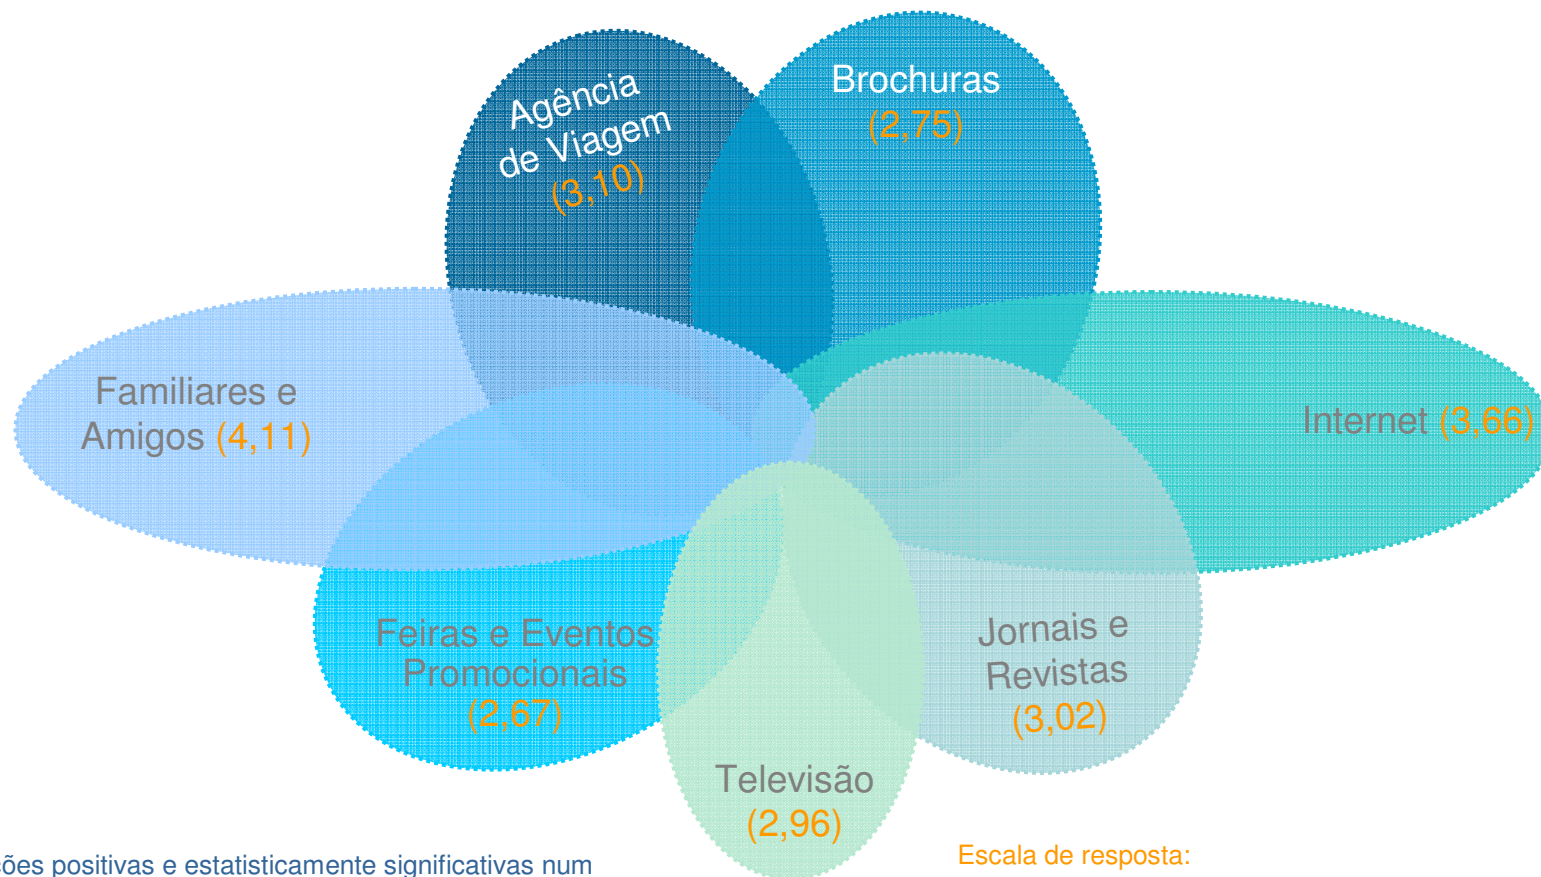 Agência
de Viagem
(3,10)
Brochuras
(2,75)
Familiares e
Amigos (4,11)
Internet (3,66)
Feiras e Eventos
Promocionais
(2,67)
Jornais e
Revistas
(3,02)
Televisão
(2,96)
positivas e estatisticamente significativas num
Escala de resposta: